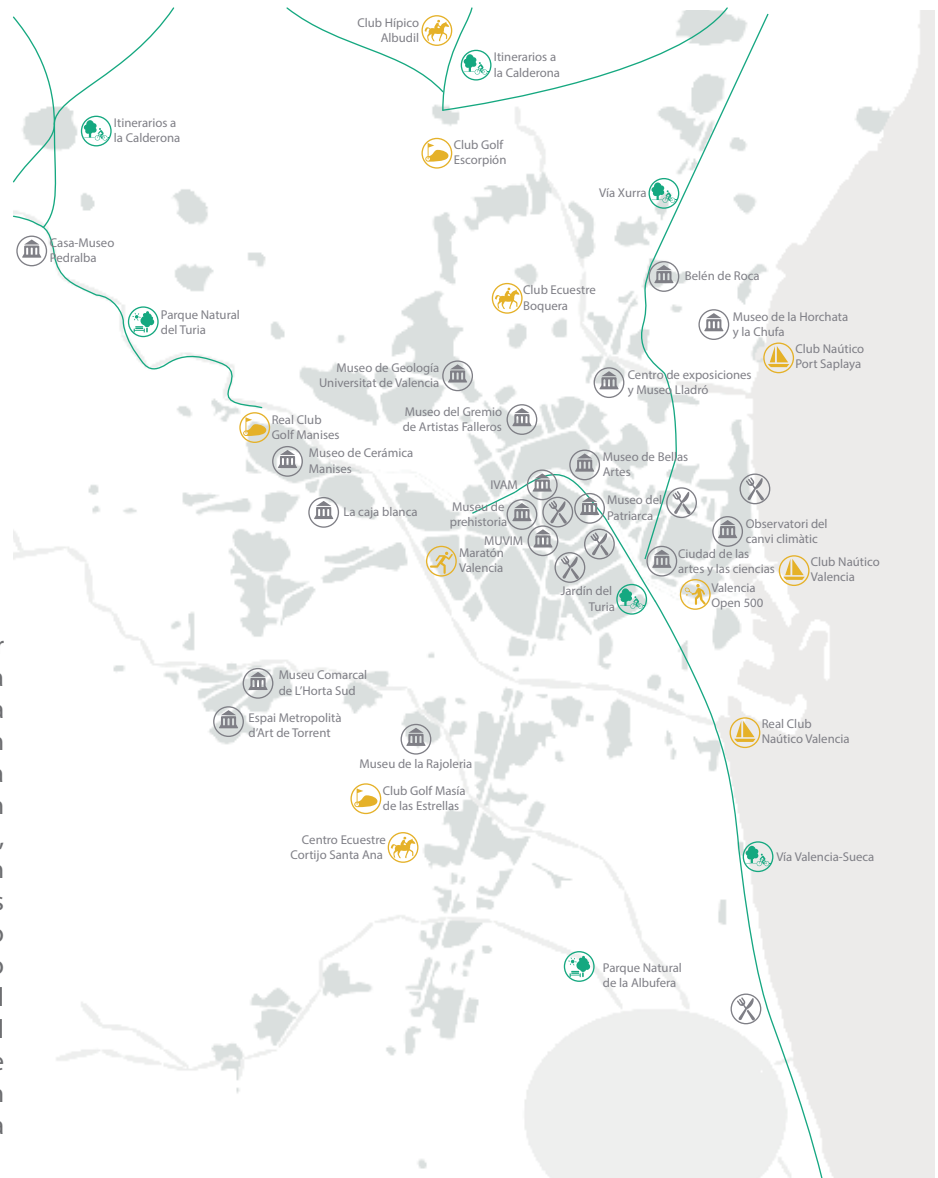 Club Hípico
Albudil
Itinerarios a
la Calderona
Itinerarios a
la Calderona
Club Golf
Escorpión
Vía Xurra
Casa-Museo
Pedralba
Belén de Roca
Club Ecuestre
Boquera
Parque Natural
del Turia
Museo de la Horchata
y la Chufa
Club Naútico
Port Saplaya
Museo de Geología
Universitat de Valencia
Centro de exposiciones
y Museo Lladró
Museo del Gremio
de Artistas Falleros
Real Club
Golf Manises
Museo de Cerámica
Manises
Museo de Bellas
Artes
IVAM
La caja blanca
Museu de
prehistoria
Museo del
Patriarca
Observatori del
canvi climàtic
MUVIM
Maratón
Valencia
Ciudad de las
artes y las ciencias
Club Naútico
Valencia
Jardín del
Turia
Valencia
Open 500
r
a
a
n
n
n
,
n
s
o
o
l
l
e
n
a
Museu Comarcal
de L'Horta Sud
Espai Metropolità
d'Art de Torrent
Real Club
Naútico Valencia
Museu de la Rajoleria
Club Golf Masía
de las Estrellas
Centro Ecuestre
Cortijo Santa Ana
Vía Valencia-Sueca
Parque Natural
de la Albufera